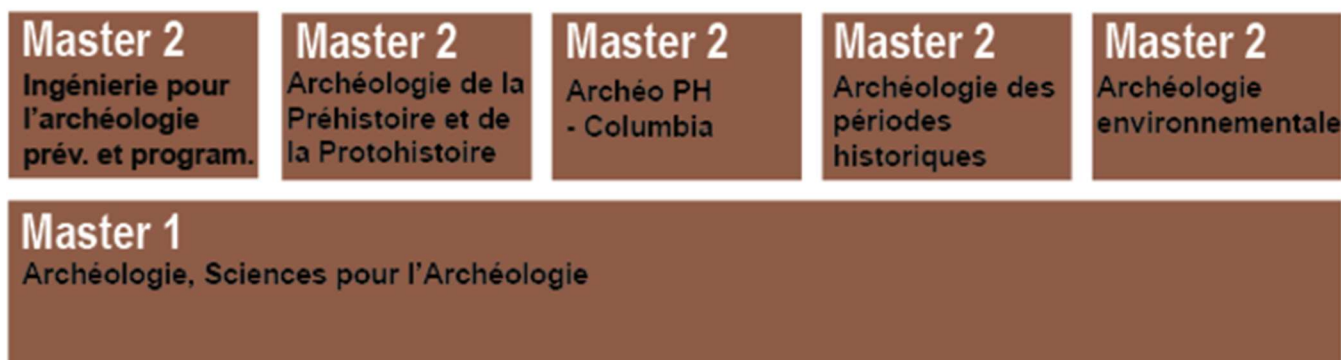 Master 2
Ingénierie pour
l'archéologie
prév. et program.
Master 2
Archéologie de la
Préhistoire et de
la Protohistoire
Master 2
Archéo PH
- Columbia
Master 2
Archéologie des
périodes
historiques
Master 2
Archéologie
environnementale
Master 1
Archéologie, Sciences pour l'Archéologie